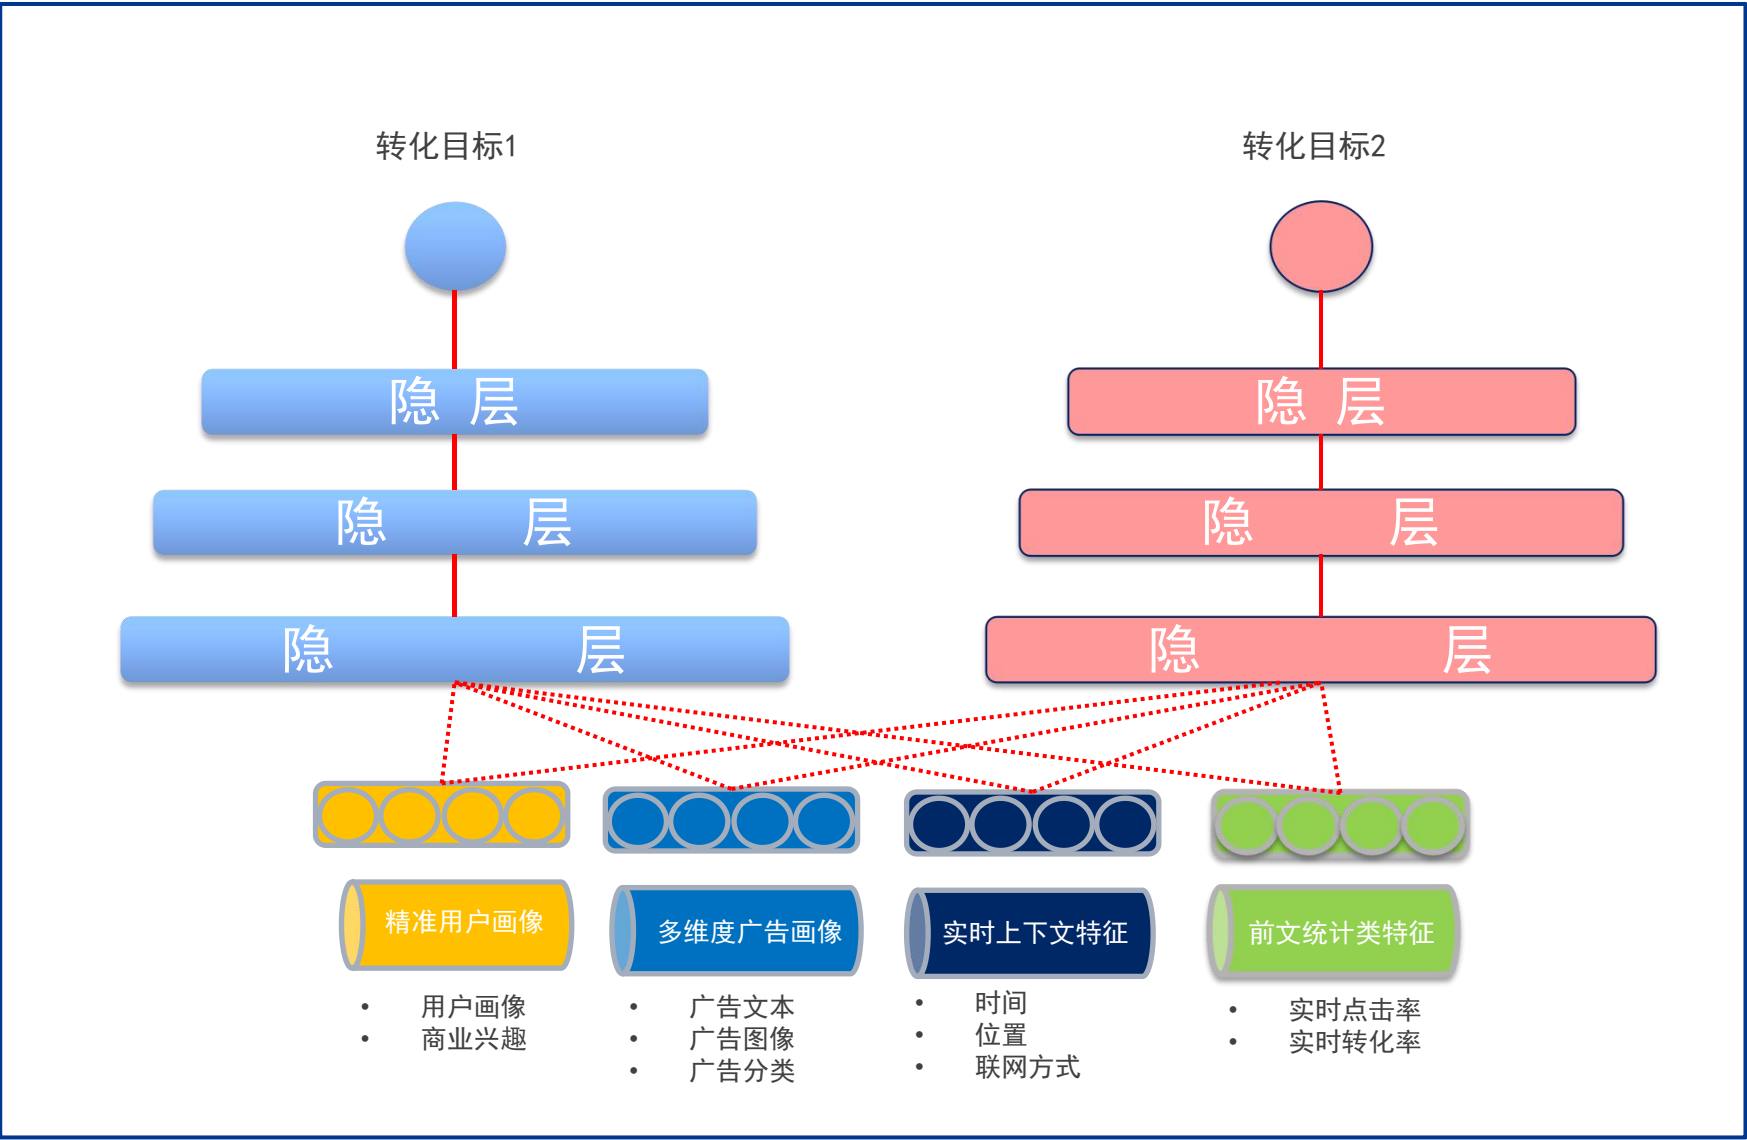 转化目标1
转化目标2
隐 层
隐 层
隐 层
隐 层
隐 层
隐 层
精准用户画像
多维度广告画像
实时上下文特征
前文统计类特征
• 用户画像
• 商业兴趣
• 广告文本
• 广告图像
• 广告分类
• 时间
• 位置
• 联网方式
• 实时点击率
• 实时转化率